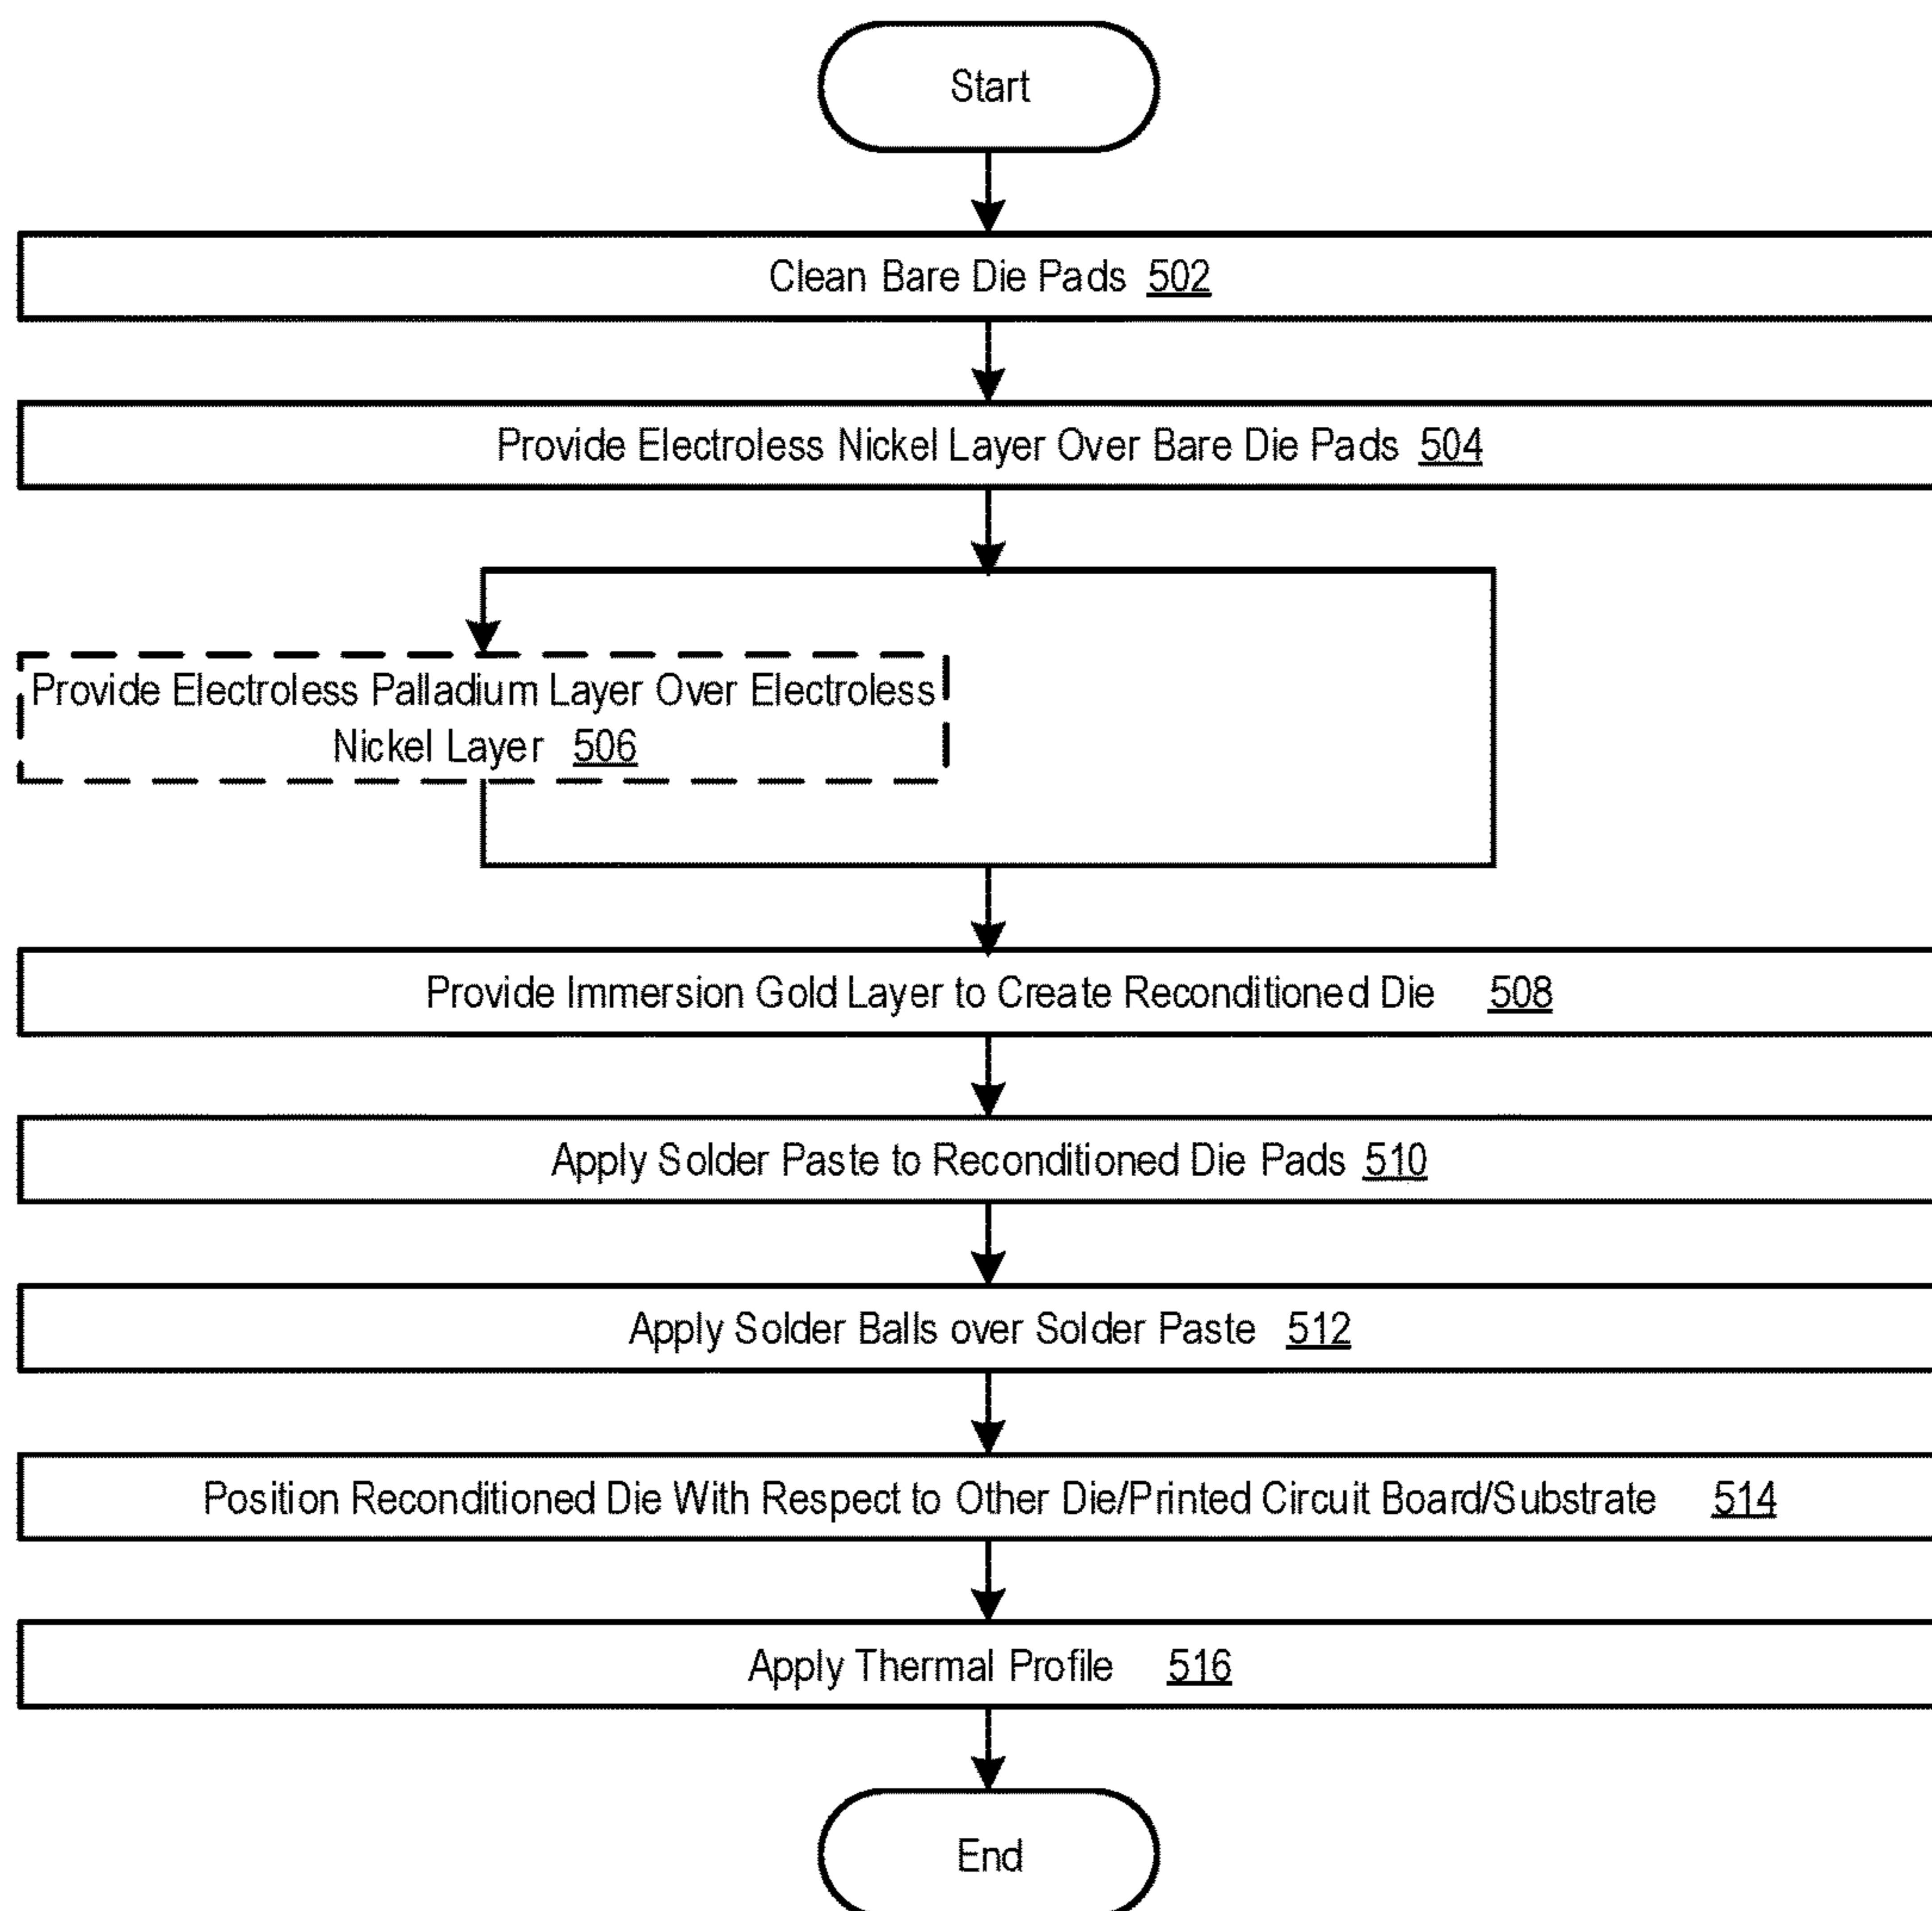 Start
Clean Bare Die Pads 502
Provide Electroless Nickel Layer Over Bare Die Pads 504
Provide Electroless Palladium Layer Over Electroless
Nickel Layer 506
Provide Immersion Gold Layer to Create Reconditioned Die 508
Apply Solder Paste to Reconditioned Die Pads 510
Apply Solder Balls over Solder Paste 512
Position Reconditioned Die With Respect to Other Die/Printed Circuit Board/Substrate 514
Apply Thermal Profile 516
End